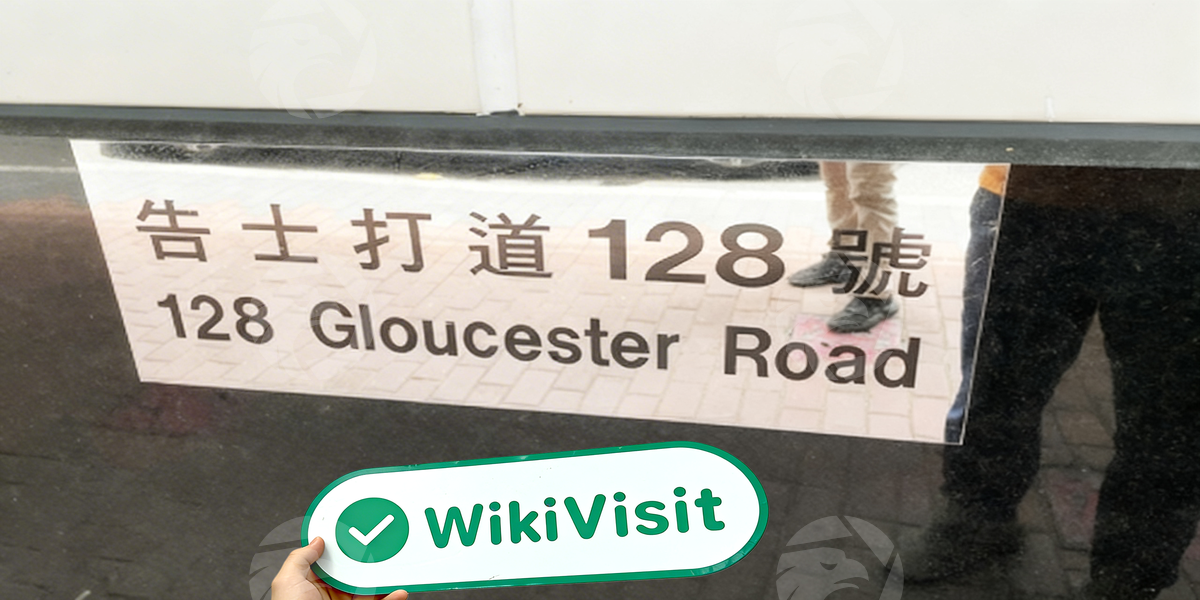 告士打道128號
128 Gloucester Road
WikiVisit